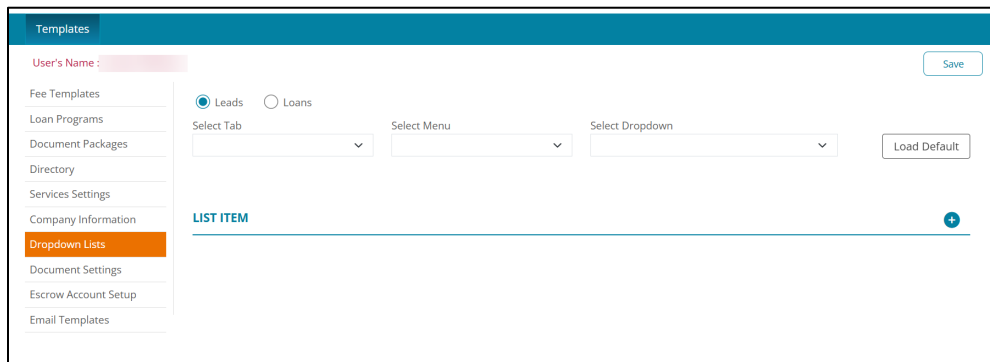 Templates
User's Name :
Save
Fee Templates
Loan Programs
Document Packages
Directory
Services Settings
Company Information
Dropdown Lists
Document Settings
Escrow Account Setup
Email Templates
Leads Loans
Select Tab Select Menu Select Dropdown
Load Default
LIST ITEM